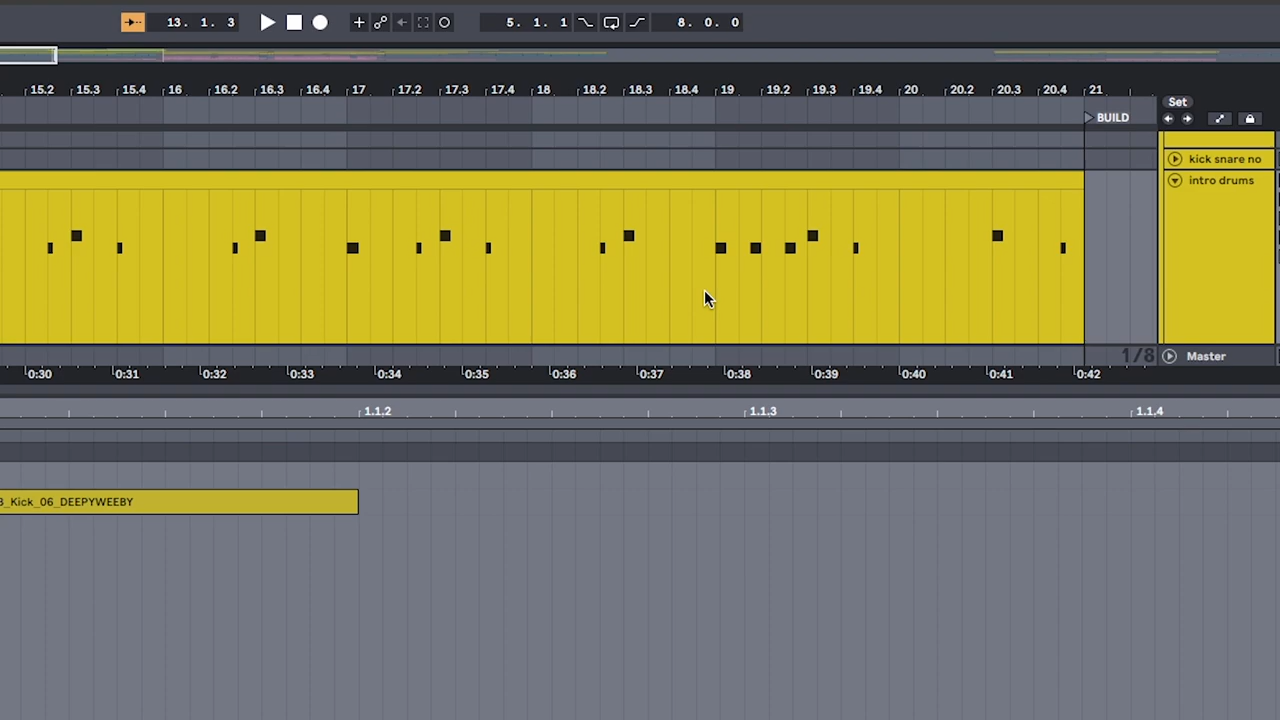 13. 1. 3
5. 1. 1
8. 0. 0
15.2 15.3 15.4 16 16.2 16.3 16.4 17 17.2 17.3 17.4 18 18.2 18.3 18.4 19 19.2 19.3 19.4 20 20.2 20.3 20.4 21
Set
BUILD
kick snare no
intro drums
1/8
Master
0:30 0:31 0:32 0:33 0:34 0:35 0:36 0:37 0:38 0:39 0:40 0:41 0:42
1.1.2 1.1.3 1.1.4
_Kick_06_DEEPYWEEBY